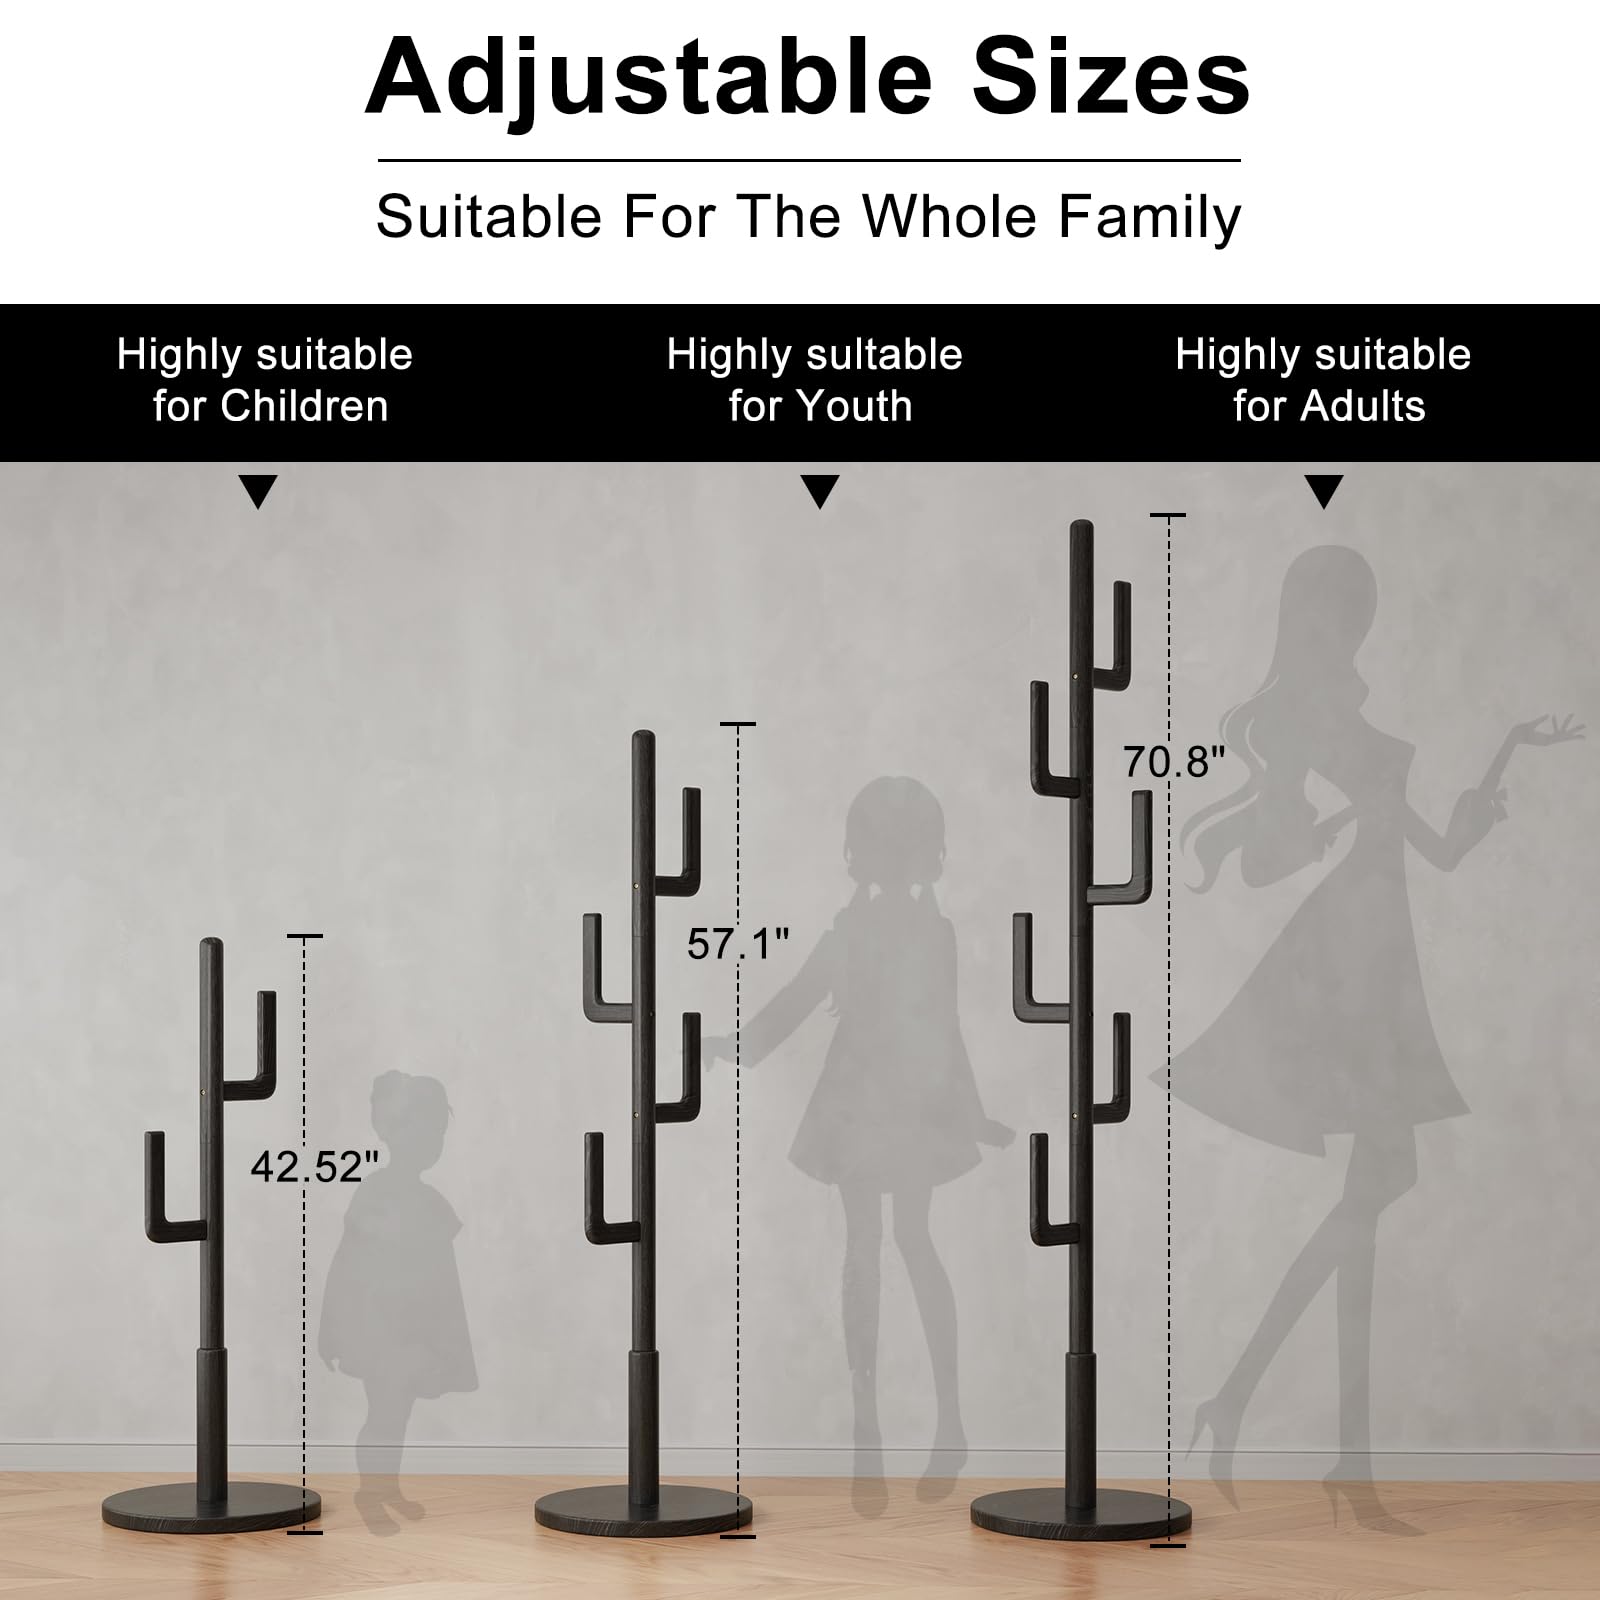 Adjustable Sizes
Suitable For The Whole Family
Highly suitable
for Children
Highly sultable
for Youth
Highly suitable
for Adults
70.8"
57.1"
42.52"